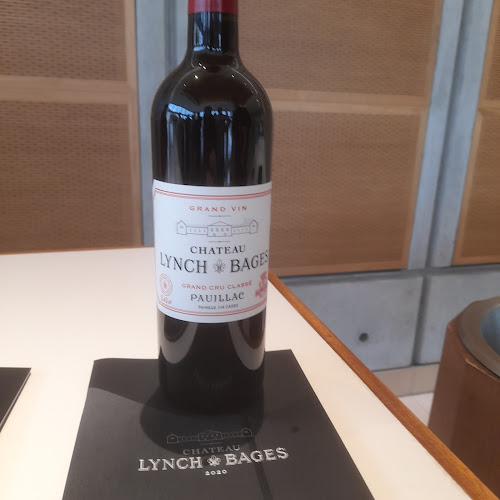 GRAND VIN
CHATEAU
LYNCH BAGES
GRAND CRU CLASSÉ
PAUILLAC
CHATEAU
LYNCH BAGES
2020